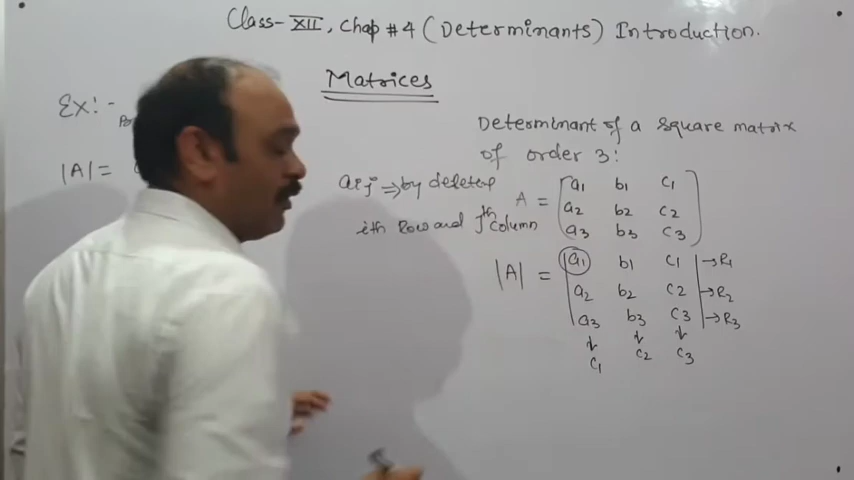 Class-XII, Chap #4 (Determinants) Introduction.
Matrices
Ex:-
|A|=
Determinant of a square matrix
of order 3:
aij ⇒ by deleting
ith Row and jth column
A = [a1 b1 c1
a2 b2 c2
a3 b3 c3]
|A| = |a1 b1 c1| → R1
|a2 b2 c2| → R2
|a3 b3 c3| → R3
↓ ↓ ↓
C1 C2 C3